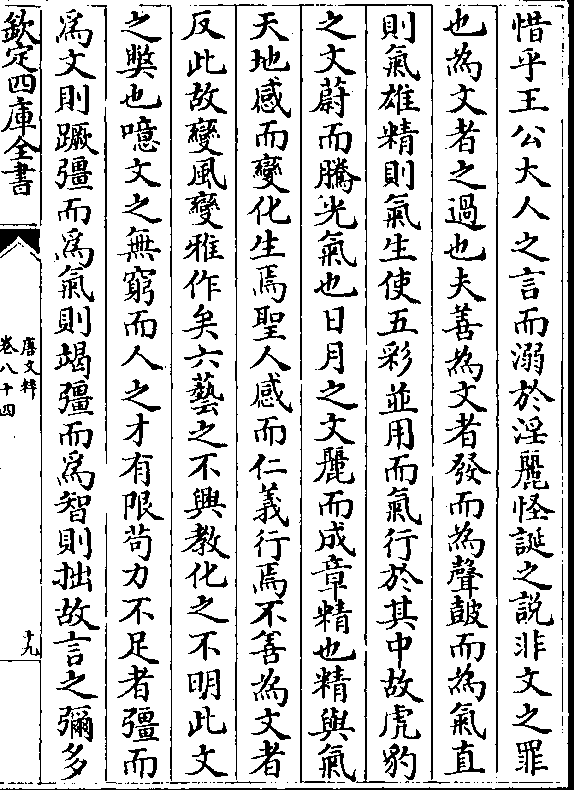 惜乎王公大人之言而溺於淫麗怪誕之説非文之罪
也為文者之過也夫善為文者發而為聲鼓而為氣直
則氣雄精則氣生使五彩並用而氣行於其中故虎豹
之文蔚而騰光氣也日月之文麗而成章精也精與氣
天地感而變化生焉聖人感而仁義行焉不善為文者
反此故變風變雅作矣六藝之不興教化之不明此文
之弊也噫文之無窮而人之才有限苟力不足者彊而
爲文則蹶彊而爲氣則竭彊而爲智則拙故言之彌多
欽定四庫全書
唐文粹
卷八十四
十九